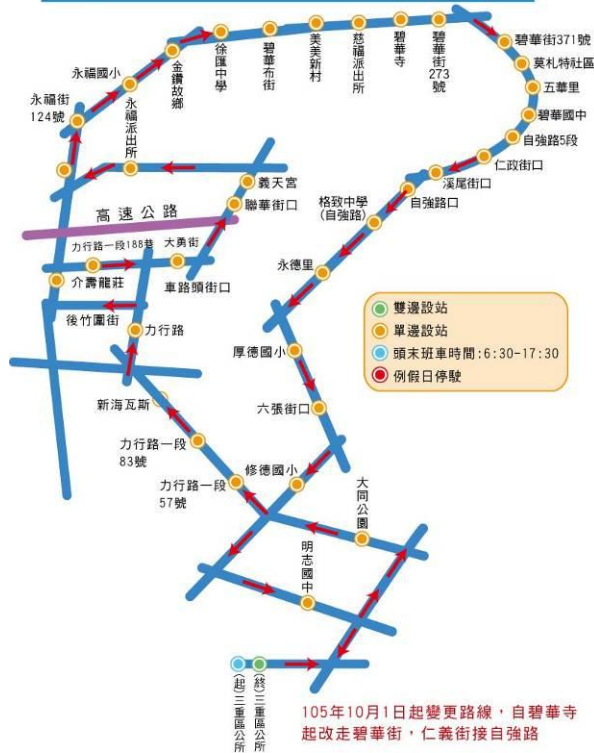 徐匯中學
碧華布街
美美新村
慈福派出所
碧華寺
碧華街
273
號
碧華街371號
莫札特社區
五華里
碧華國中
自強路5段
仁政街口
溪尾街口
自強路口
格致中學
(自強路)
永德里
金鑽故鄉
永福國小
永福街
124號
永福派出所
義天宮
聯華街口
高速公路
力行路一段188巷
大勇街
介壽龍莊
車路頭街口
後竹圍街
力行路
新海瓦斯
力行路一段
83號
力行路一段
57號
厚德國小
六張街口
修德國小
大同公園
明志國中
(起)三重區公所
(終)三重區公所
雙邊設站
單邊設站
頭末班車時間:6:30-17:30
例假日停駛
105年10月1日起變更路線，自碧華寺
起改走碧華街，仁義街接自強路